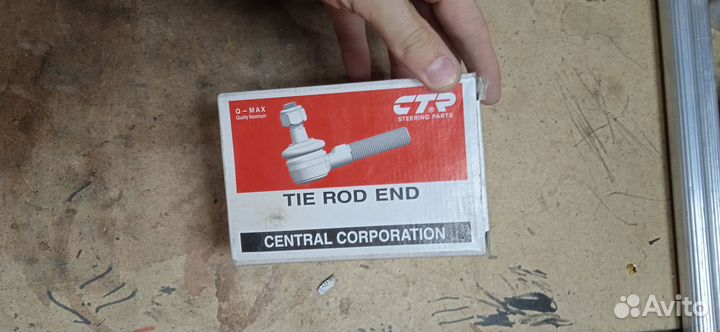 Q-MAX
Quality Maximum
CTR
®
STEERING PARTS
TIE ROD END
CENTRAL CORPORATION
Avito